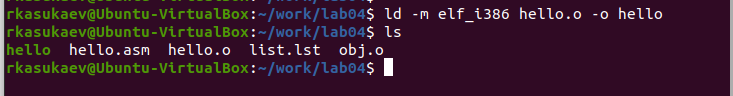 rkasukaev@Ubuntu-VirtualBox:~/work/lab04$ ld -m elf_i386 hello.o -o hello
rkasukaev@Ubuntu-VirtualBox:~/work/lab04$ ls
hello  hello.asm  hello.o  list.lst  obj.o
rkasukaev@Ubuntu-VirtualBox:~/work/lab04$